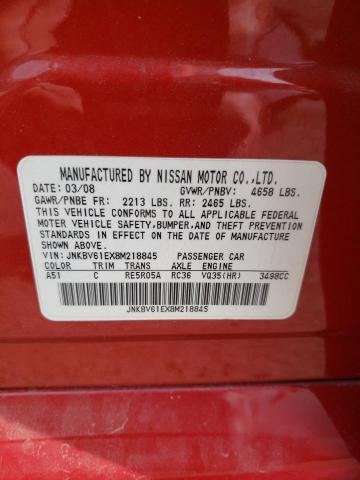 MANUFACTURED BY NISSAN MOTOR CO.,LTD.
DATE: 03/08 GVWR/PNBV: 4658 LBS.
GAWR/PNBE FR: 2213 LBS. RR: 2465 LBS.
THIS VEHICLE CONFORMS TO ALL APPLICABLE FEDERAL
MOTOR VEHICLE SAFETY,BUMPER,AND THEFT PREVENTION
STANDARDS IN EFFECT ON THE DATE OF MANUFACTURE
SHOWN ABOVE.
VIN: JNKBV61EX8M218845 PASSENGER CAR
COLOR TRIM TRANS AXLE ENGINE
A51 C RE5R05A RC36 VQ35(HR) 3498CC
JNKBV61EX8M218845